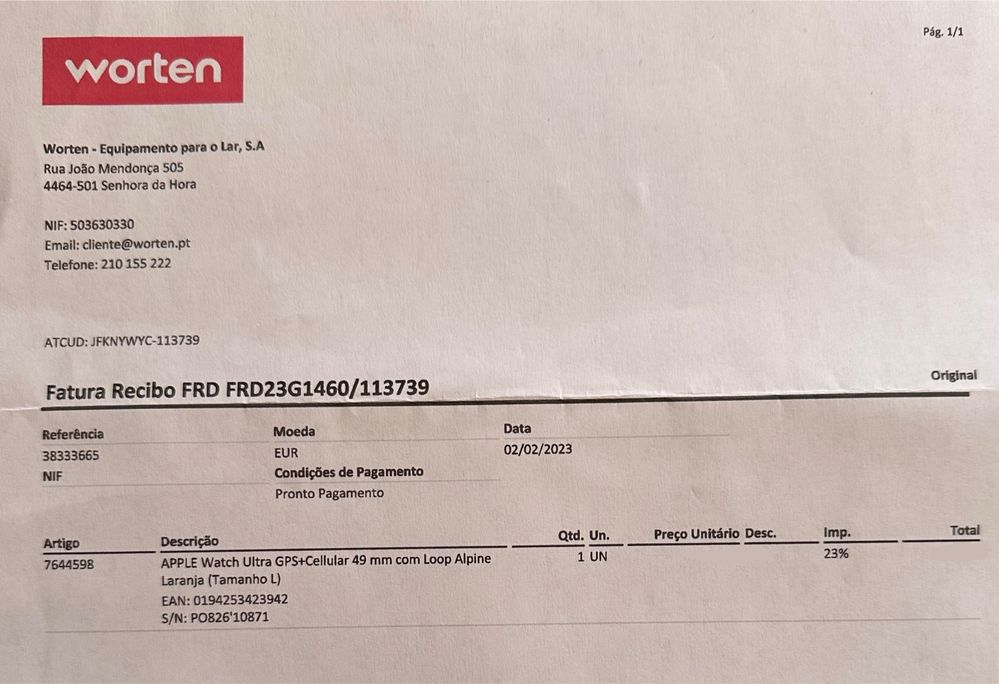 Pág. 1/1
worten
Worten - Equipamento para o Lar, S.A
Rua João Mendonça 505
4464-501 Senhora da Hora
NIF: 503630330
Email: cliente@worten.pt
Telefone: 210 155 222
ATCUD: JFKNYWYC-113739
Original
Fatura Recibo FRD FRD23G1460/113739
Referência Moeda Data
38333665 EUR 02/02/2023
NIF Condições de Pagamento
Pronto Pagamento
Artigo Descrição Qtd. Un. Preço Unitário Desc. Imp. Total
7644598 APPLE Watch Ultra GPS+Cellular 49 mm com Loop Alpine 1 UN 23%
Laranja (Tamanho L)
EAN: 0194253423942
S/N: PO826'10871